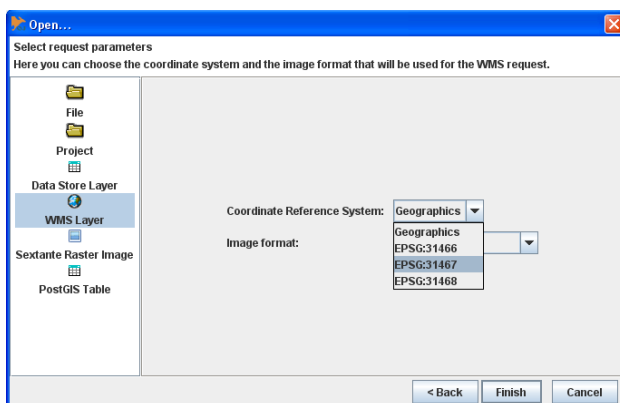 Open...
Select request parameters
Here you can choose the coordinate system and the image format that will be used for the WMS request.
File
Project
Data Store Layer
WMS Layer
Sextante Raster Image
PostGIS Table
Coordinate Reference System: Geographics
Geographics
Image format:
EPSG:31466
EPSG:31467
EPSG:31468
< Back Finish Cancel